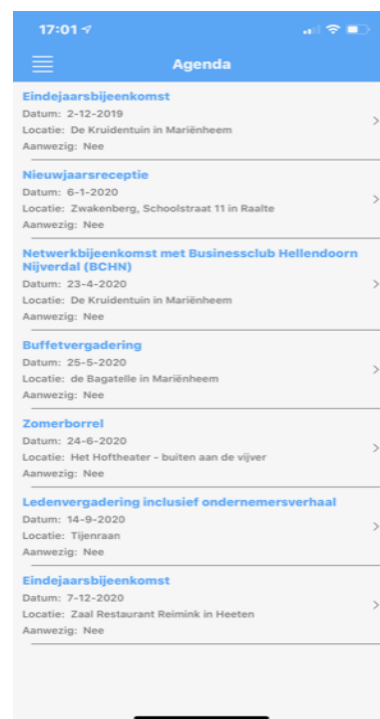 17:01
Agenda
Eindejaarsbijeenkomst
Datum: 2-12-2019
Locatie: De Kruidentuin in Mariënheem
Aanwezig: Nee
Nieuwjaarsreceptie
Datum: 6-1-2020
Locatie: Zwakenberg, Schoolstraat 11 in Raalte
Aanwezig: Nee
Netwerkbijeenkomst met Businessclub Hellendoorn
Nijverdal (BCHN)
Datum: 23-4-2020
Locatie: De Kruidentuin in Mariënheem
Aanwezig: Nee
Buffetvergadering
Datum: 25-5-2020
Locatie: de Bagatelle in Mariënheem
Aanwezig: Nee
Zomerborrel
Datum: 24-6-2020
Locatie: Het Hoftheater - buiten aan de vijver
Aanwezig: Nee
Ledenvergadering inclusief ondernemersverhaal
Datum: 14-9-2020
Locatie: Tijenraan
Aanwezig: Nee
Eindejaarsbijeenkomst
Datum: 7-12-2020
Locatie: Zaal Restaurant Reimink in Heeten
Aanwezig: Nee